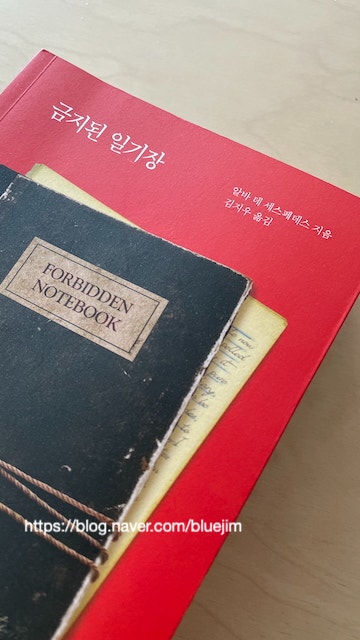 금지된 일기장
알바 데 세스페데스 지음
김지우 옮김
FORBIDDEN
NOTEBOOK
https://blog.naver.com/bluejim